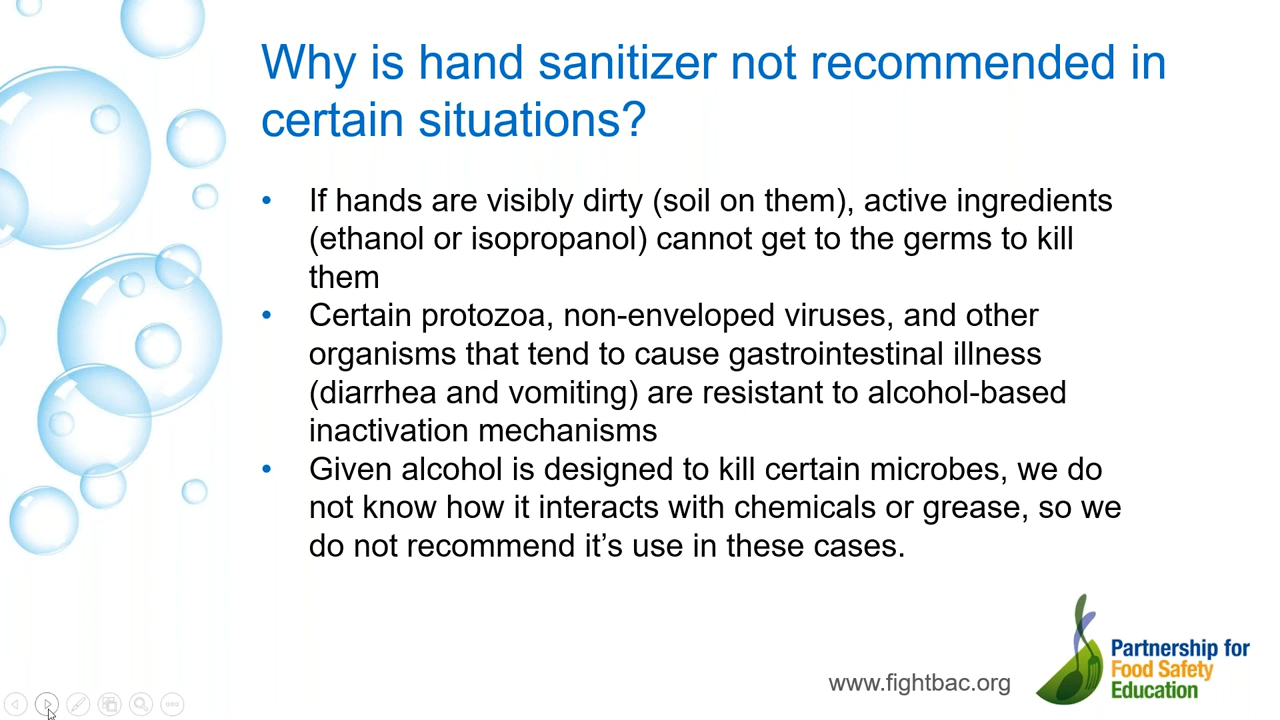 Why is hand sanitizer not recommended in
certain situations?
• If hands are visibly dirty (soil on them), active ingredients
(ethanol or isopropanol) cannot get to the germs to kill
them
• Certain protozoa, non-enveloped viruses, and other
organisms that tend to cause gastrointestinal illness
(diarrhea and vomiting) are resistant to alcohol-based
inactivation mechanisms
• Given alcohol is designed to kill certain microbes, we do
not know how it interacts with chemicals or grease, so we
do not recommend it’s use in these cases.
www.fightbac.org
Partnership for
Food Safety
Education